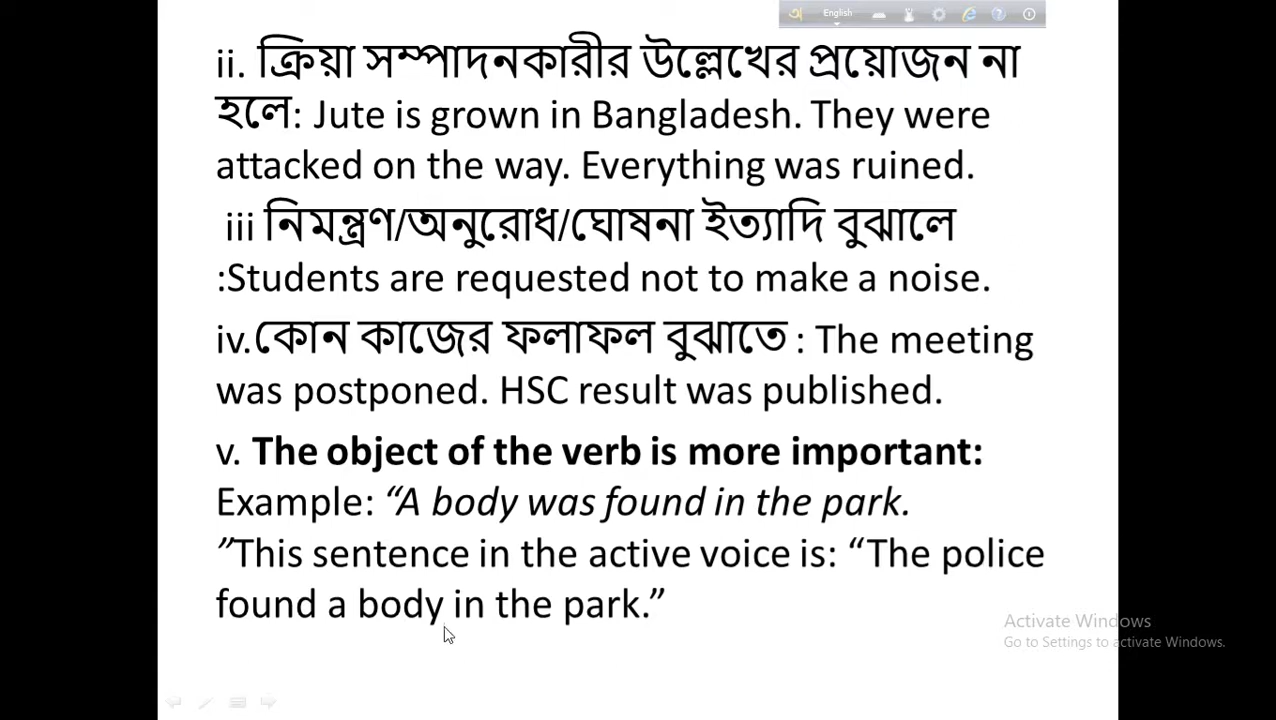 English
ii. ক্রিয়া সম্পাদনকারীর উল্লেখের প্রয়োজন না
হলে: Jute is grown in Bangladesh. They were
attacked on the way. Everything was ruined.
iii নিমন্ত্রণ/অনুরোধ/ঘোষনা ইত্যাদি বুঝালে
:Students are requested not to make a noise.
iv.কোন কাজের ফলাফল বুঝাতে : The meeting
was postponed. HSC result was published.
v. The object of the verb is more important:
Example: “A body was found in the park.
”This sentence in the active voice is: “The police
found a body in the park.”
Activate Windows
Go to Settings to activate Windows.